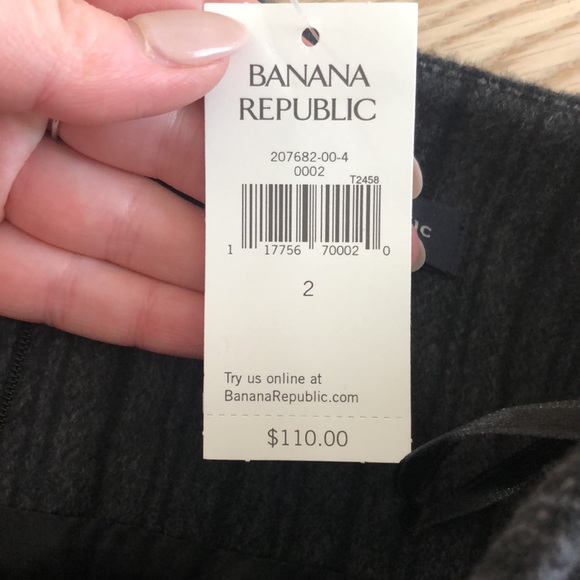 BANANA
REPUBLIC
207682-00-4
0002
T2458
1 17756 70002 0
2
Try us online at
BananaRepublic.com
$110.00